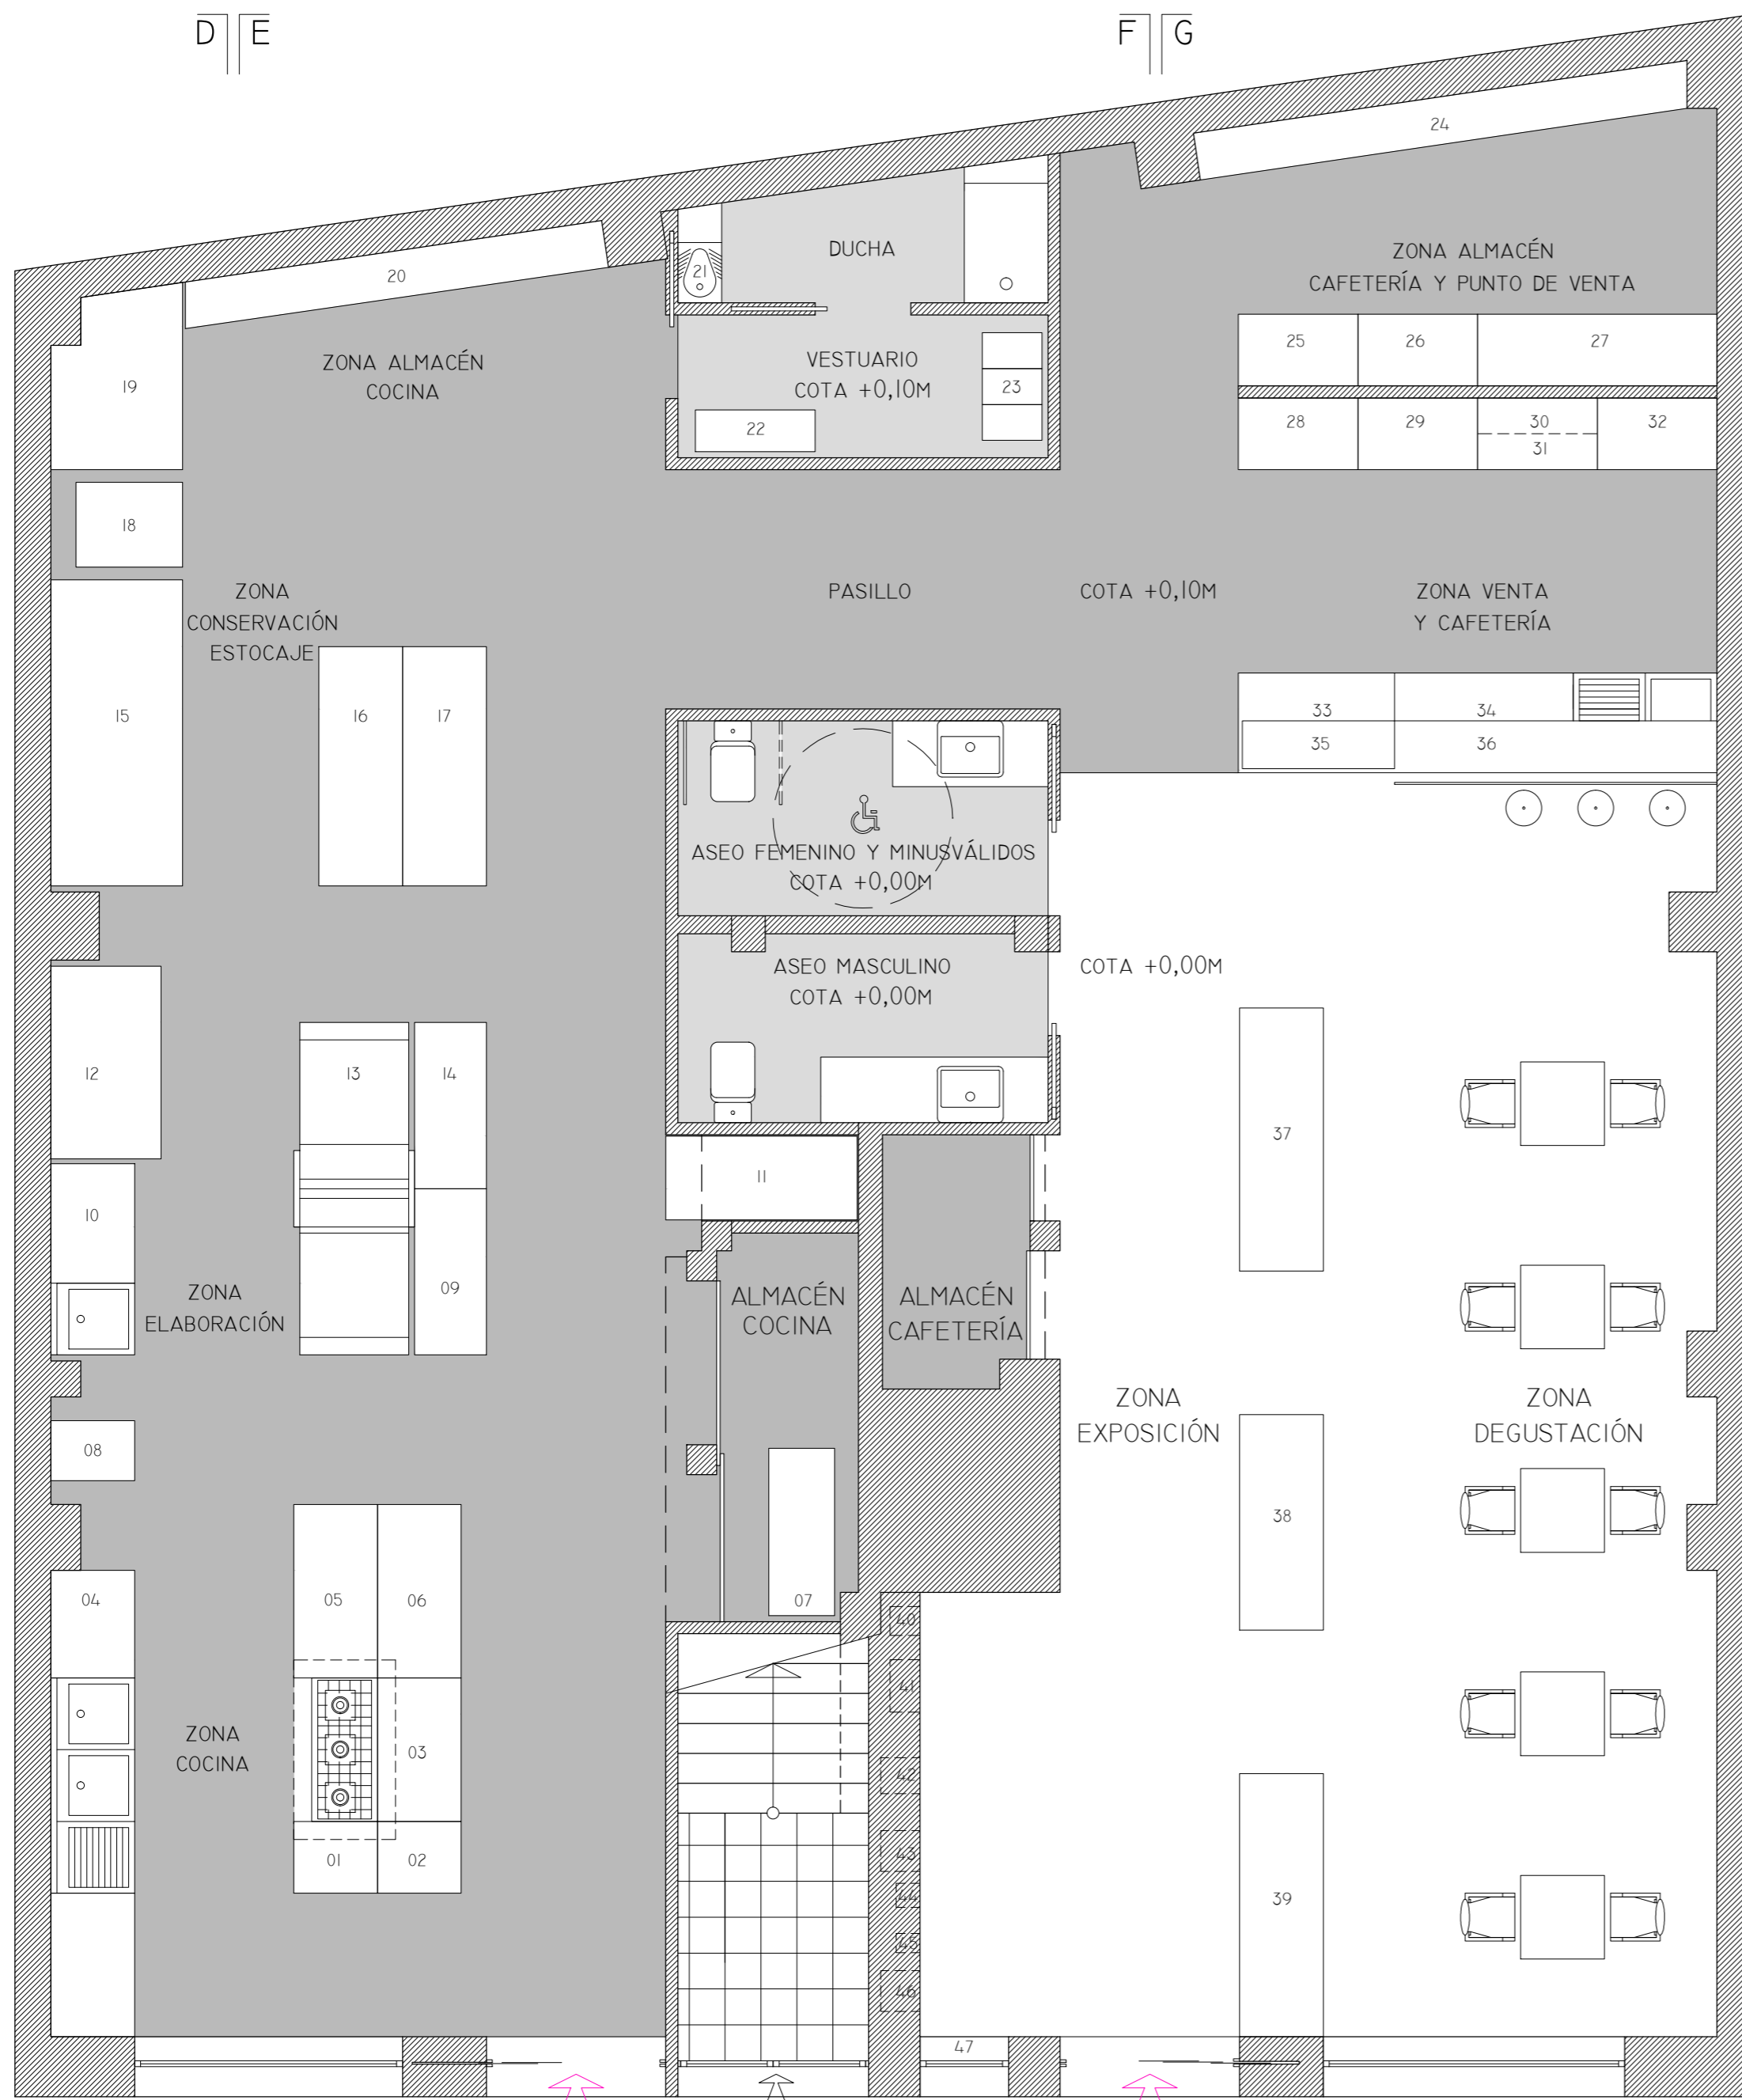 D E
F G
24
DUCHA
21
20
ZONA ALMACÉN
CAFETERÍA Y PUNTO DE VENTA
25
26
27
ZONA ALMACÉN
COCINA
19
VESTUARIO
COTA +0,10M
23
22
28
29
30
31
32
18
ZONA
CONSERVACIÓN
ESTOCAJE
PASILLO
COTA +0,10M
ZONA VENTA
Y CAFETERÍA
15
16
17
33
34
35
36
ASEO FEMENINO Y MINUSVÁLIDOS
COTA +0,00M
ASEO MASCULINO
COTA +0,00M
COTA +0,00M
12
13
14
37
11
10
09
ZONA
ELABORACIÓN
ALMACÉN
COCINA
ALMACÉN
CAFETERÍA
ZONA
EXPOSICIÓN
ZONA
DEGUSTACIÓN
08
38
04
05
06
07
40
41
ZONA
COCINA
03
42
01
02
43
44
39
45
46
47